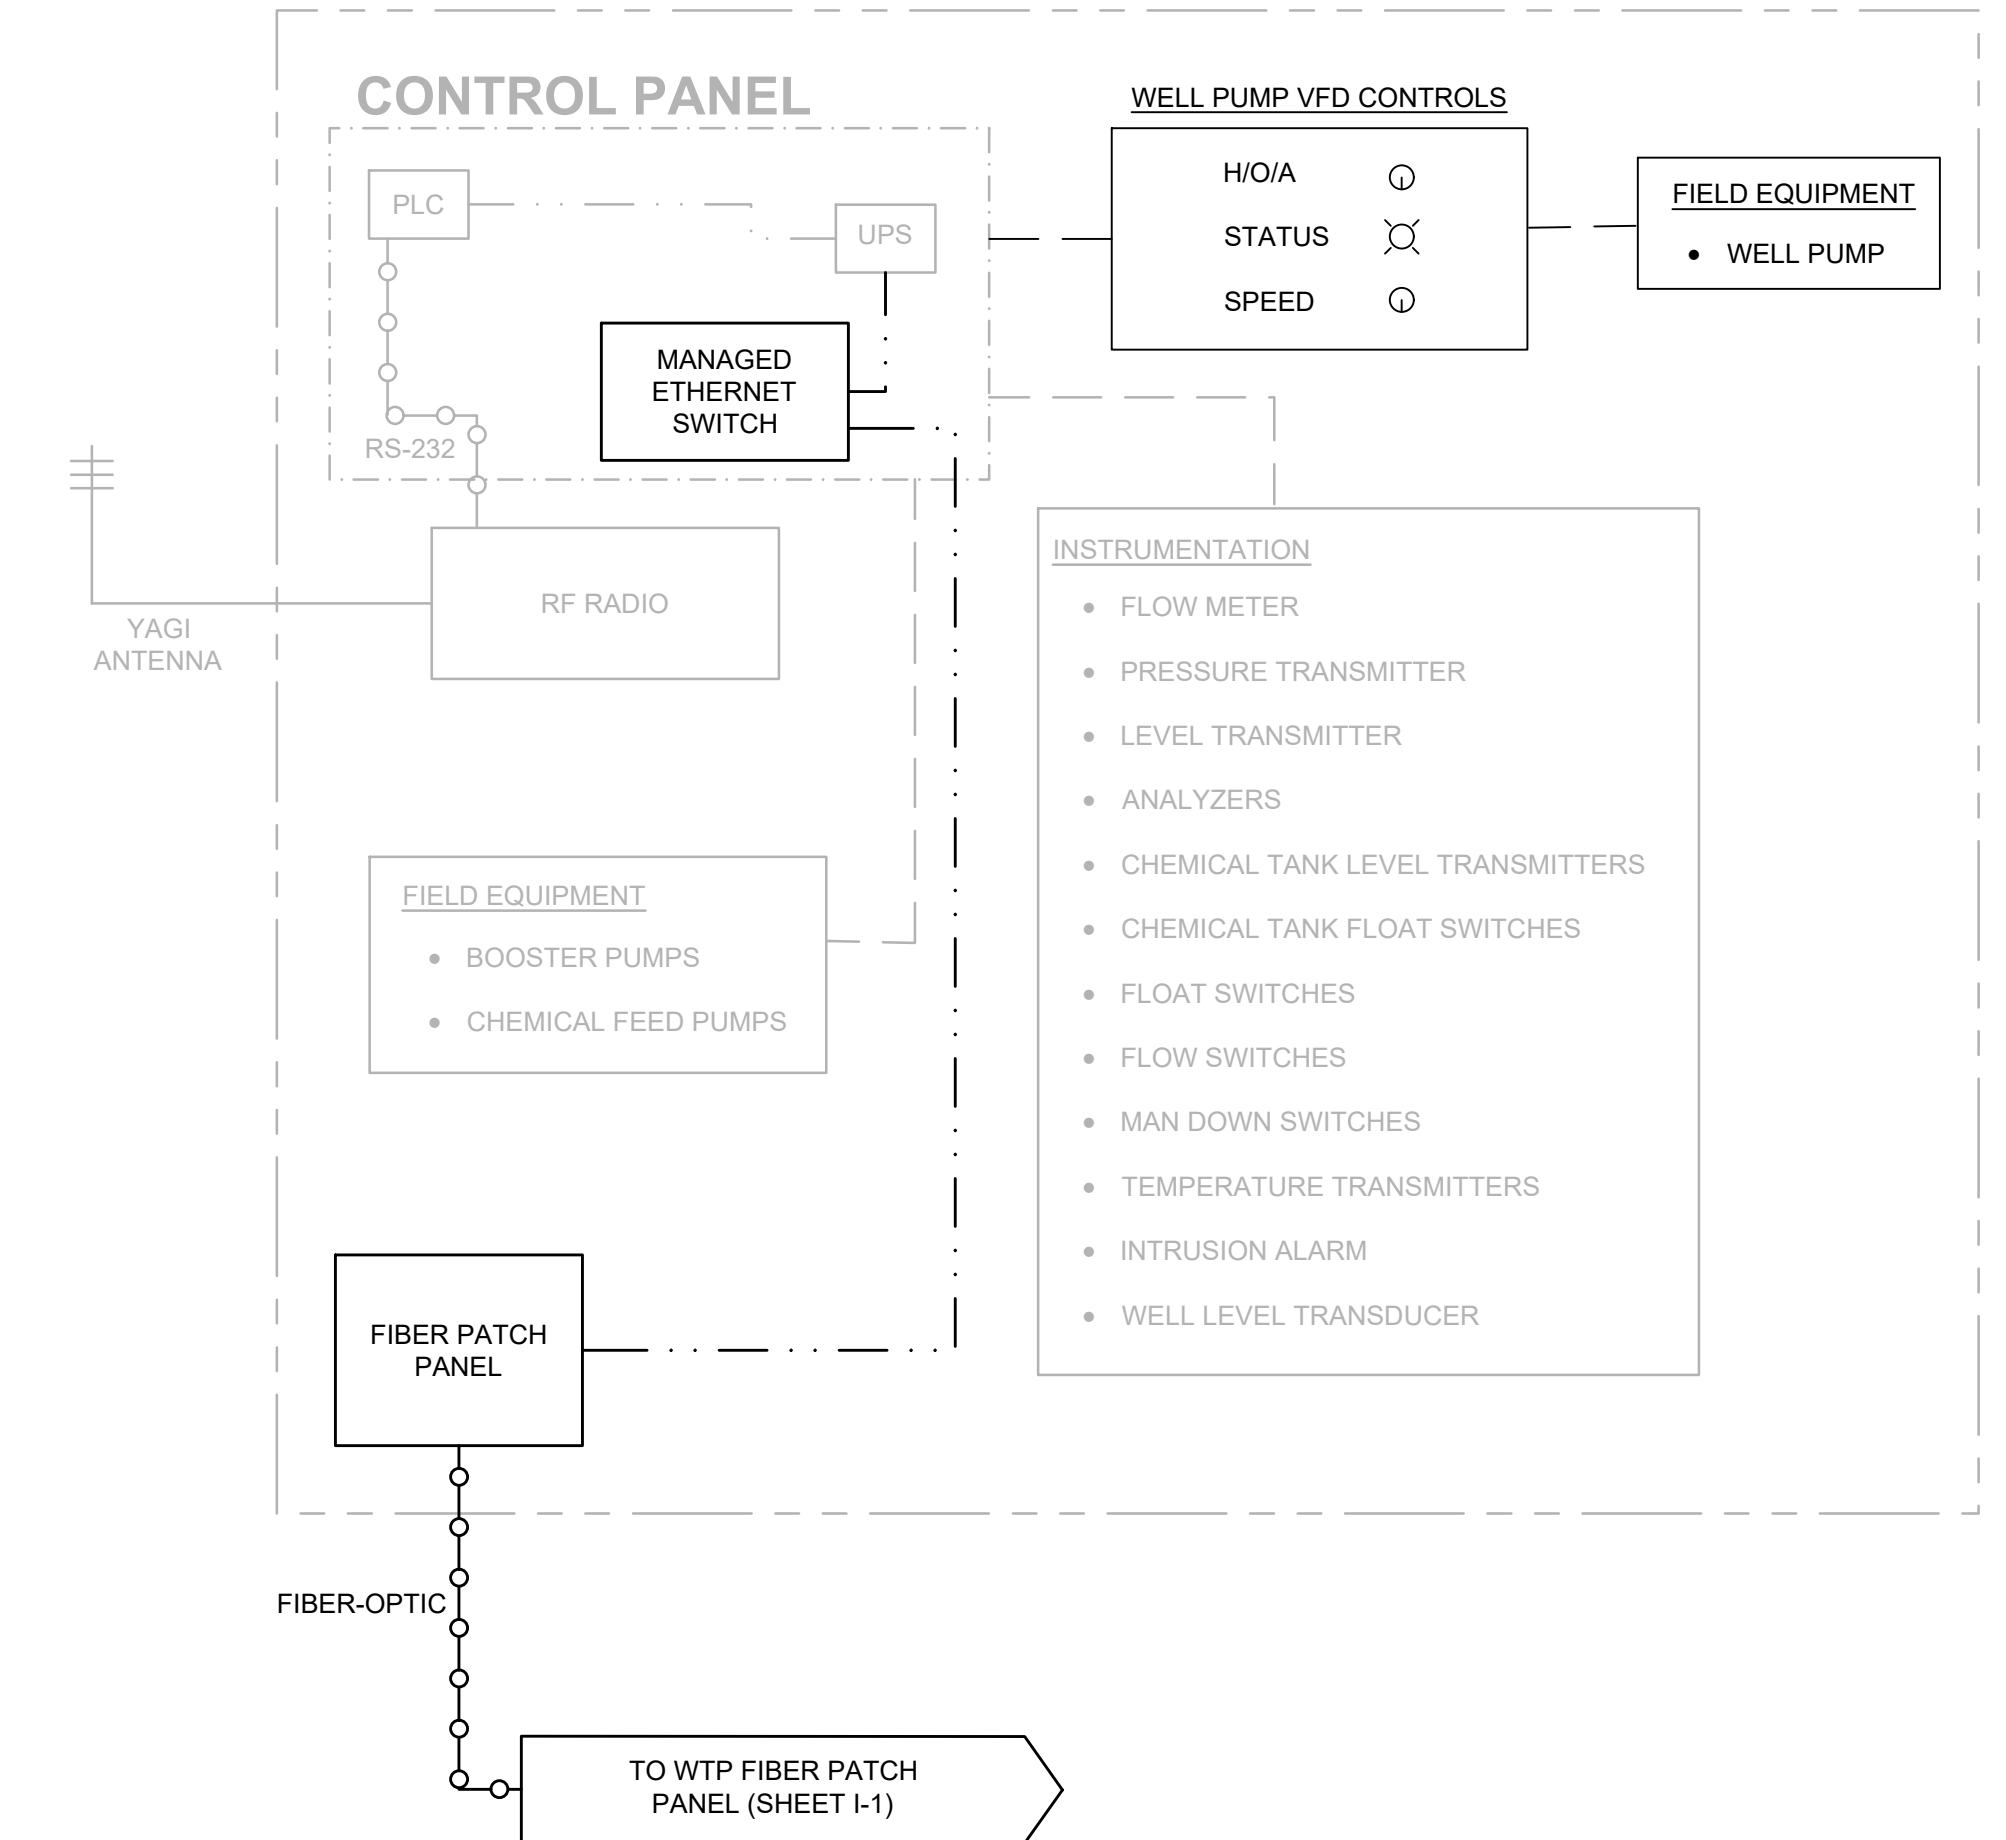 CONTROL PANEL
WELL PUMP VFD CONTROLS
H/O/A
STATUS
SPEED
FIELD EQUIPMENT
• WELL PUMP
PLC
UPS
MANAGED
ETHERNET
SWITCH
RS-232
RF RADIO
YAGI
ANTENNA
INSTRUMENTATION
• FLOW METER
• PRESSURE TRANSMITTER
• LEVEL TRANSMITTER
• ANALYZERS
• CHEMICAL TANK LEVEL TRANSMITTERS
• CHEMICAL TANK FLOAT SWITCHES
• FLOAT SWITCHES
• FLOW SWITCHES
• MAN DOWN SWITCHES
• TEMPERATURE TRANSMITTERS
• INTRUSION ALARM
• WELL LEVEL TRANSDUCER
FIELD EQUIPMENT
• BOOSTER PUMPS
• CHEMICAL FEED PUMPS
FIBER PATCH
PANEL
FIBER-OPTIC
TO WTP FIBER PATCH
PANEL (SHEET I-1)